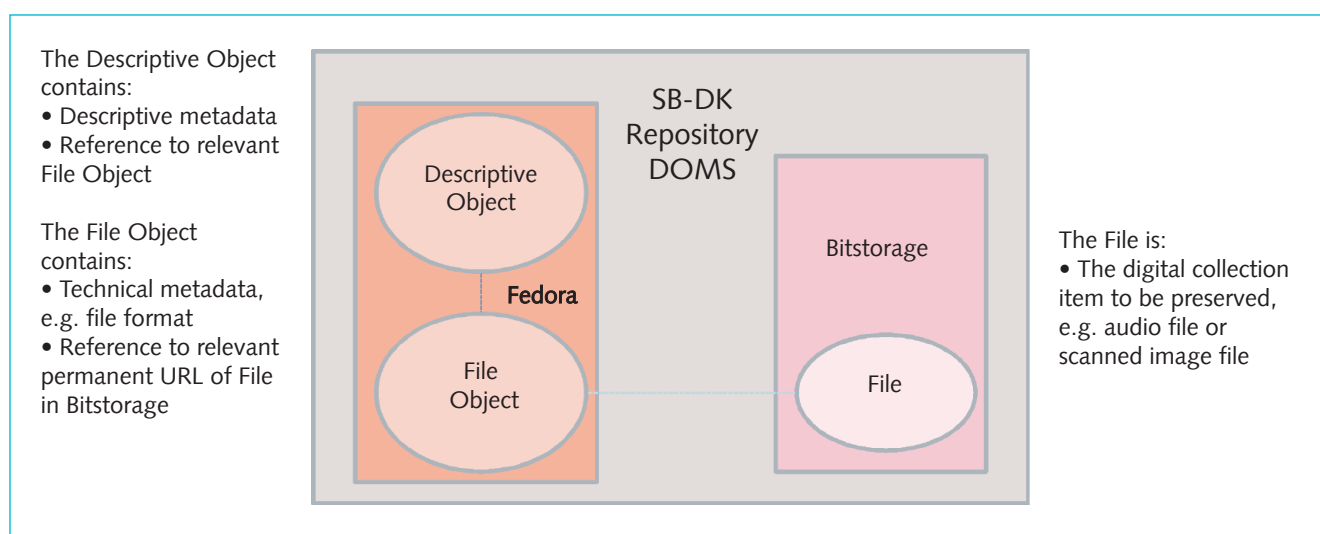 The Descriptive Object
contains:
• Descriptive metadata
• Reference to relevant
File Object
The File Object
contains:
• Technical metadata,
e.g. file format
• Reference to relevant
permanent URL of File
in Bitstorage
SB-DK
Repository
DOMS
Descriptive
Object
Fedora
File
Object
Bitstorage
File
The File is:
• The digital collection
item to be preserved,
e.g. audio file or
scanned image file